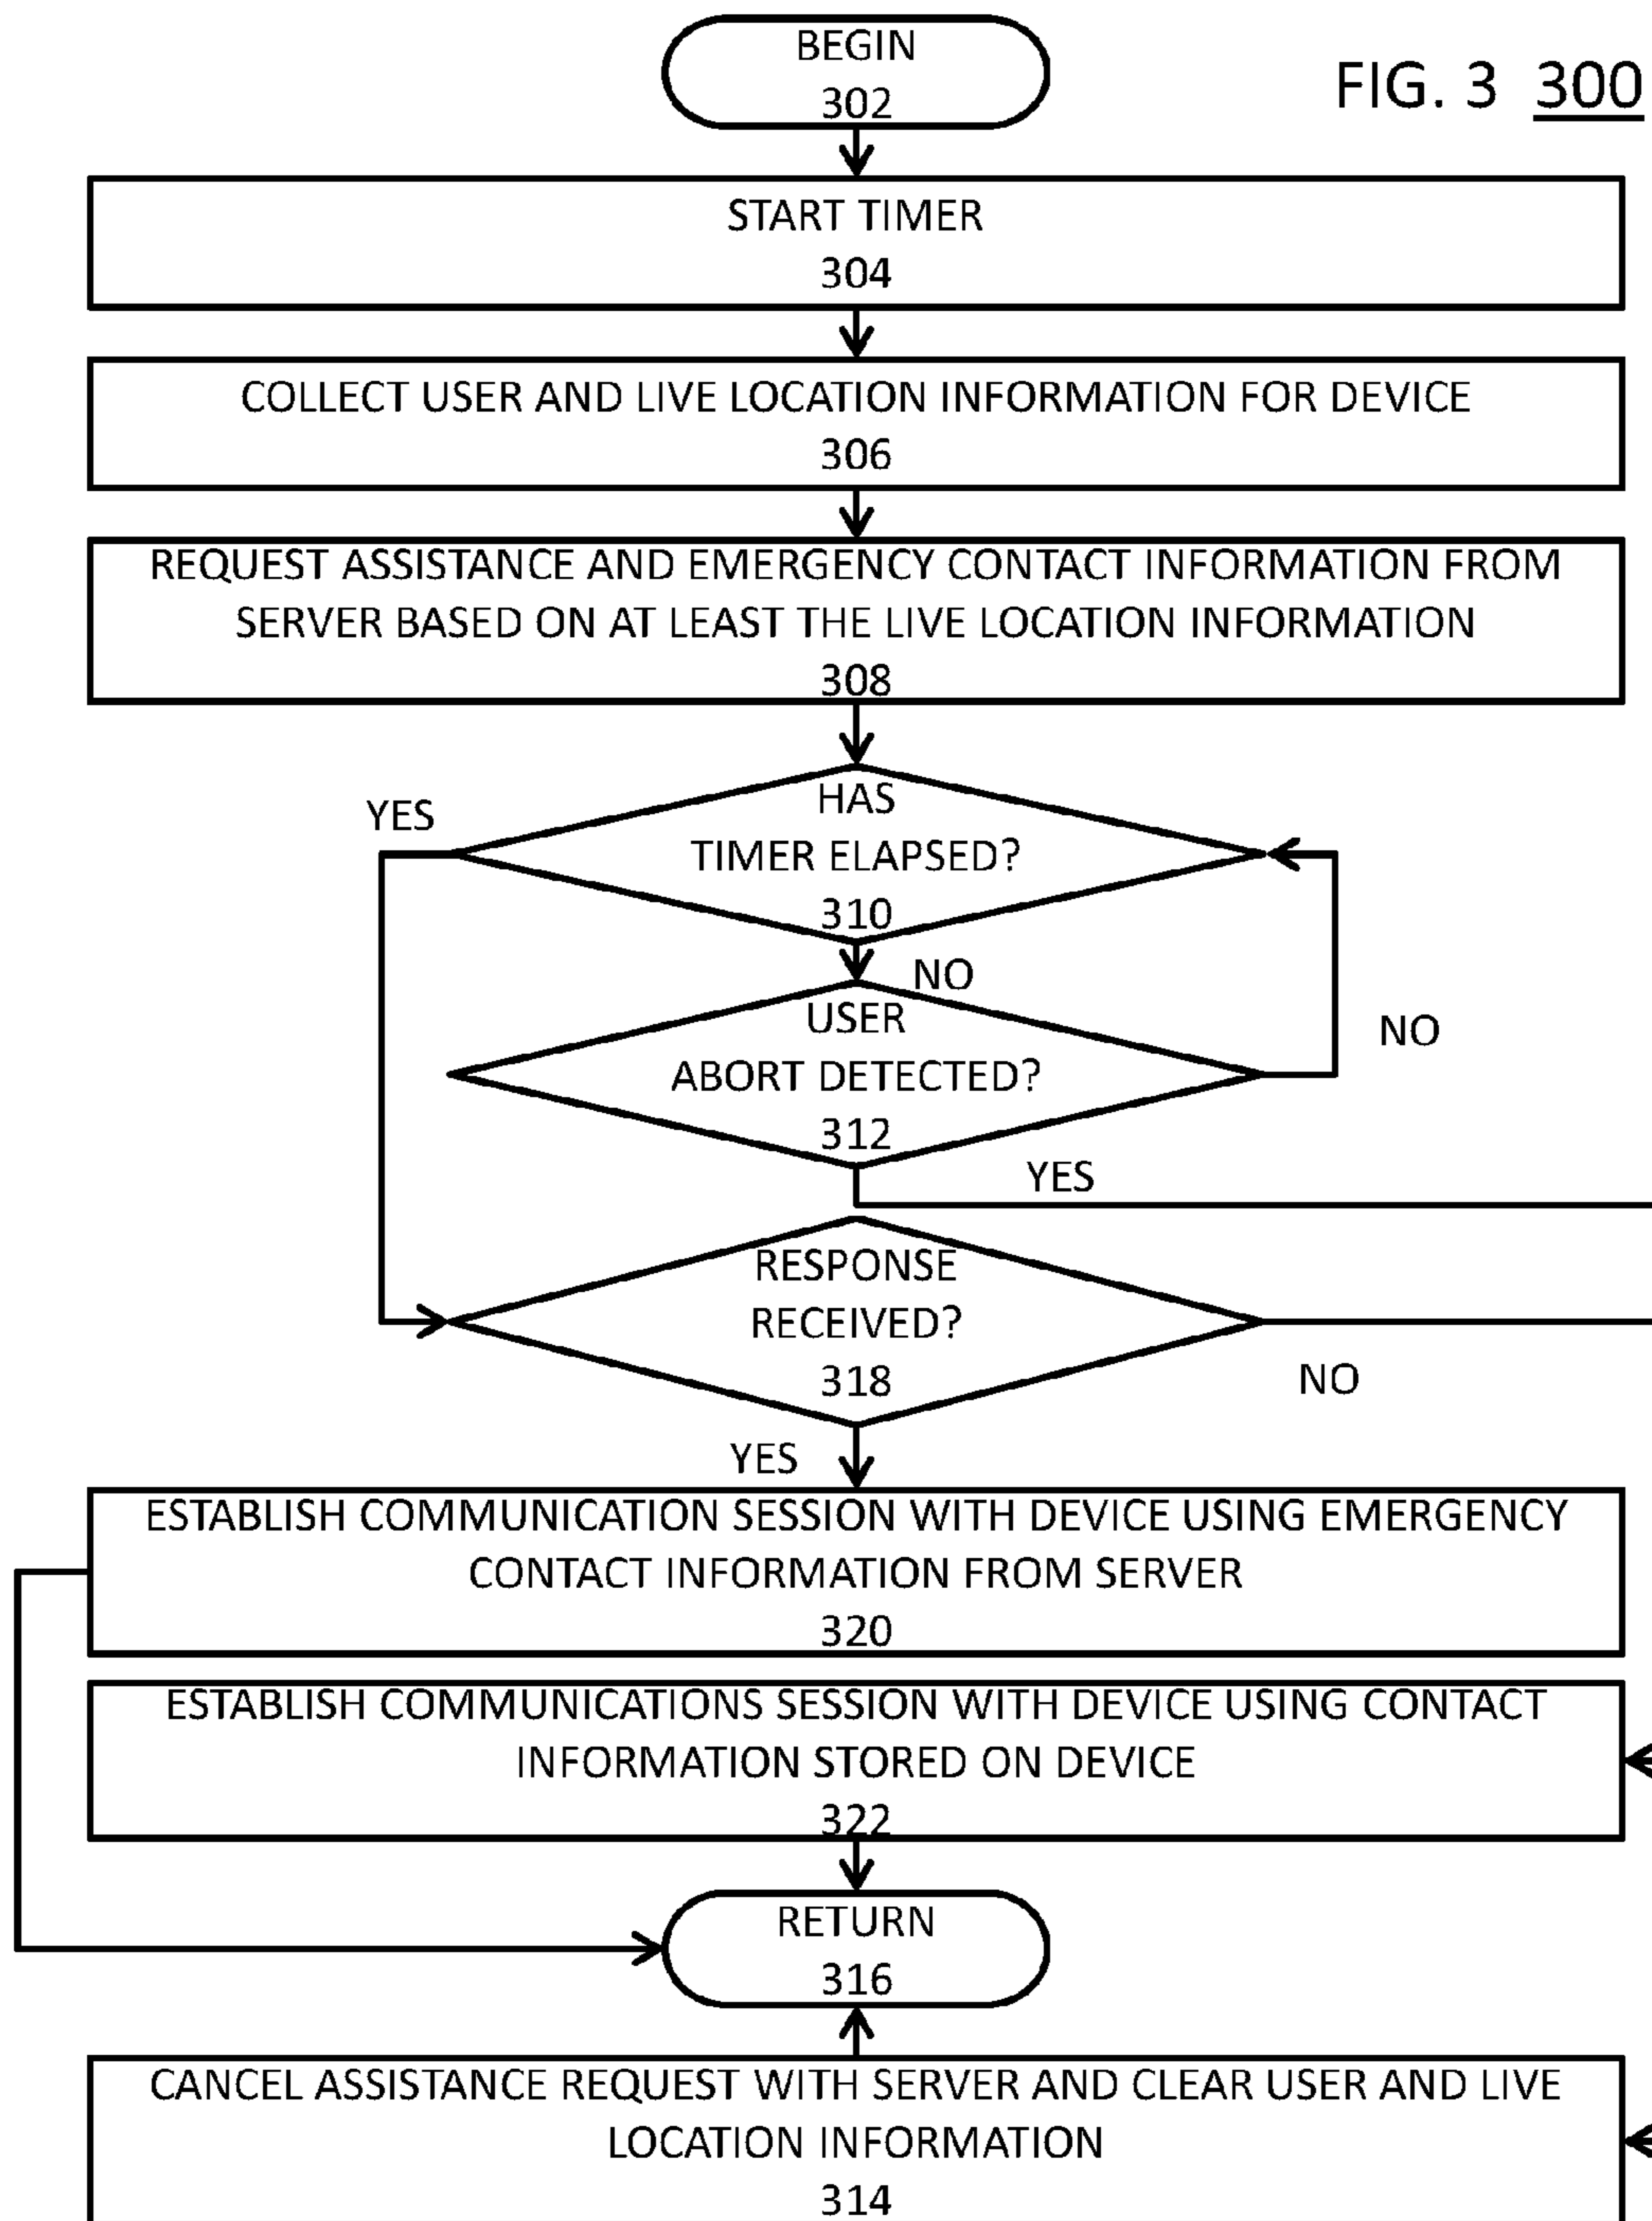 BEGIN
302
FIG. 3 300
START TIMER
304
COLLECT USER AND LIVE LOCATION INFORMATION FOR DEVICE
306
REQUEST ASSISTANCE AND EMERGENCY CONTACT INFORMATION FROM
SERVER BASED ON AT LEAST THE LIVE LOCATION INFORMATION
308
YES
HAS
TIMER ELAPSED?
310
NO
USER
ABORT DETECTED?
312
NO
YES
RESPONSE
RECEIVED?
318
NO
YES
ESTABLISH COMMUNICATION SESSION WITH DEVICE USING EMERGENCY
CONTACT INFORMATION FROM SERVER
320
ESTABLISH COMMUNICATIONS SESSION WITH DEVICE USING CONTACT
INFORMATION STORED ON DEVICE
322
RETURN
316
CANCEL ASSISTANCE REQUEST WITH SERVER AND CLEAR USER AND LIVE
LOCATION INFORMATION
314